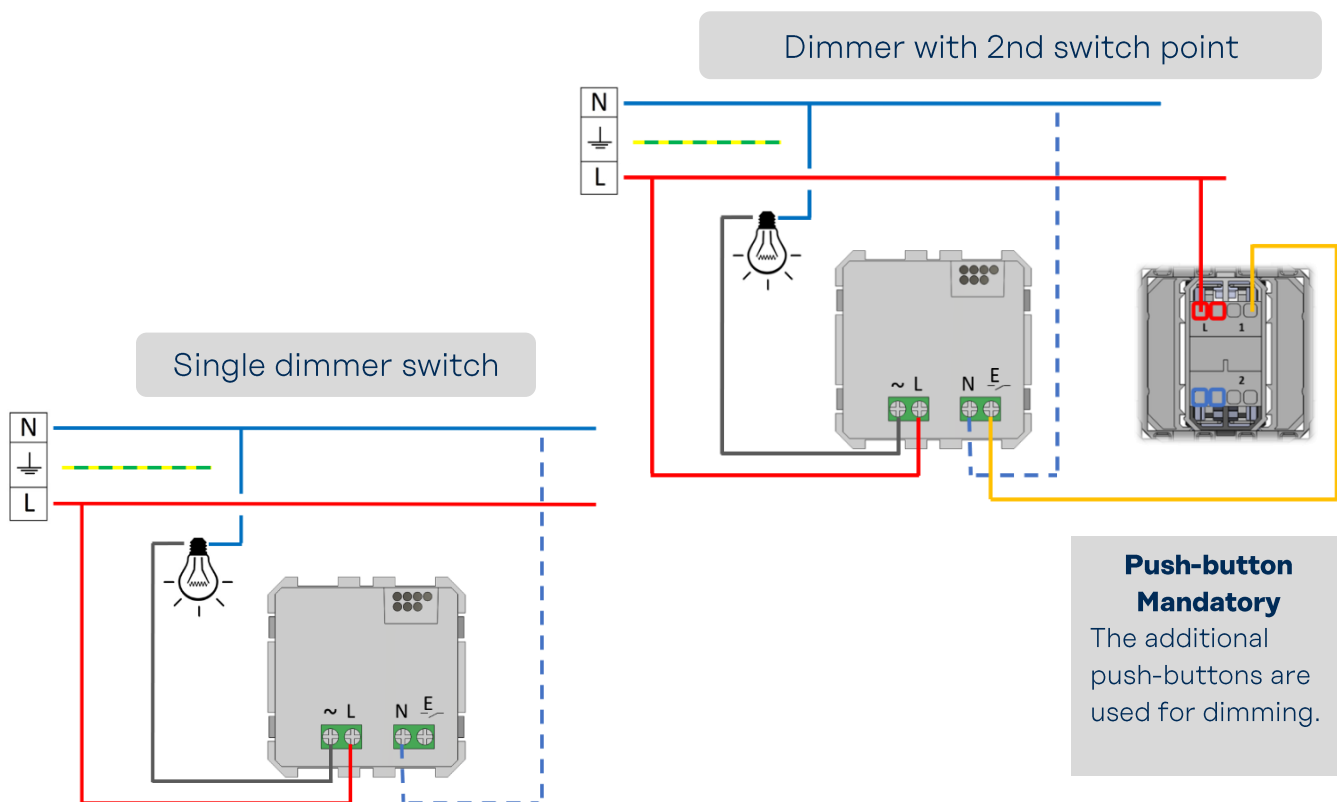 Dimmer with 2nd switch point
N
L
~ L N E
L 1
2
Push-button
Mandatory
The additional
push-buttons are
used for dimming.
Single dimmer switch
N
L
~ L N E